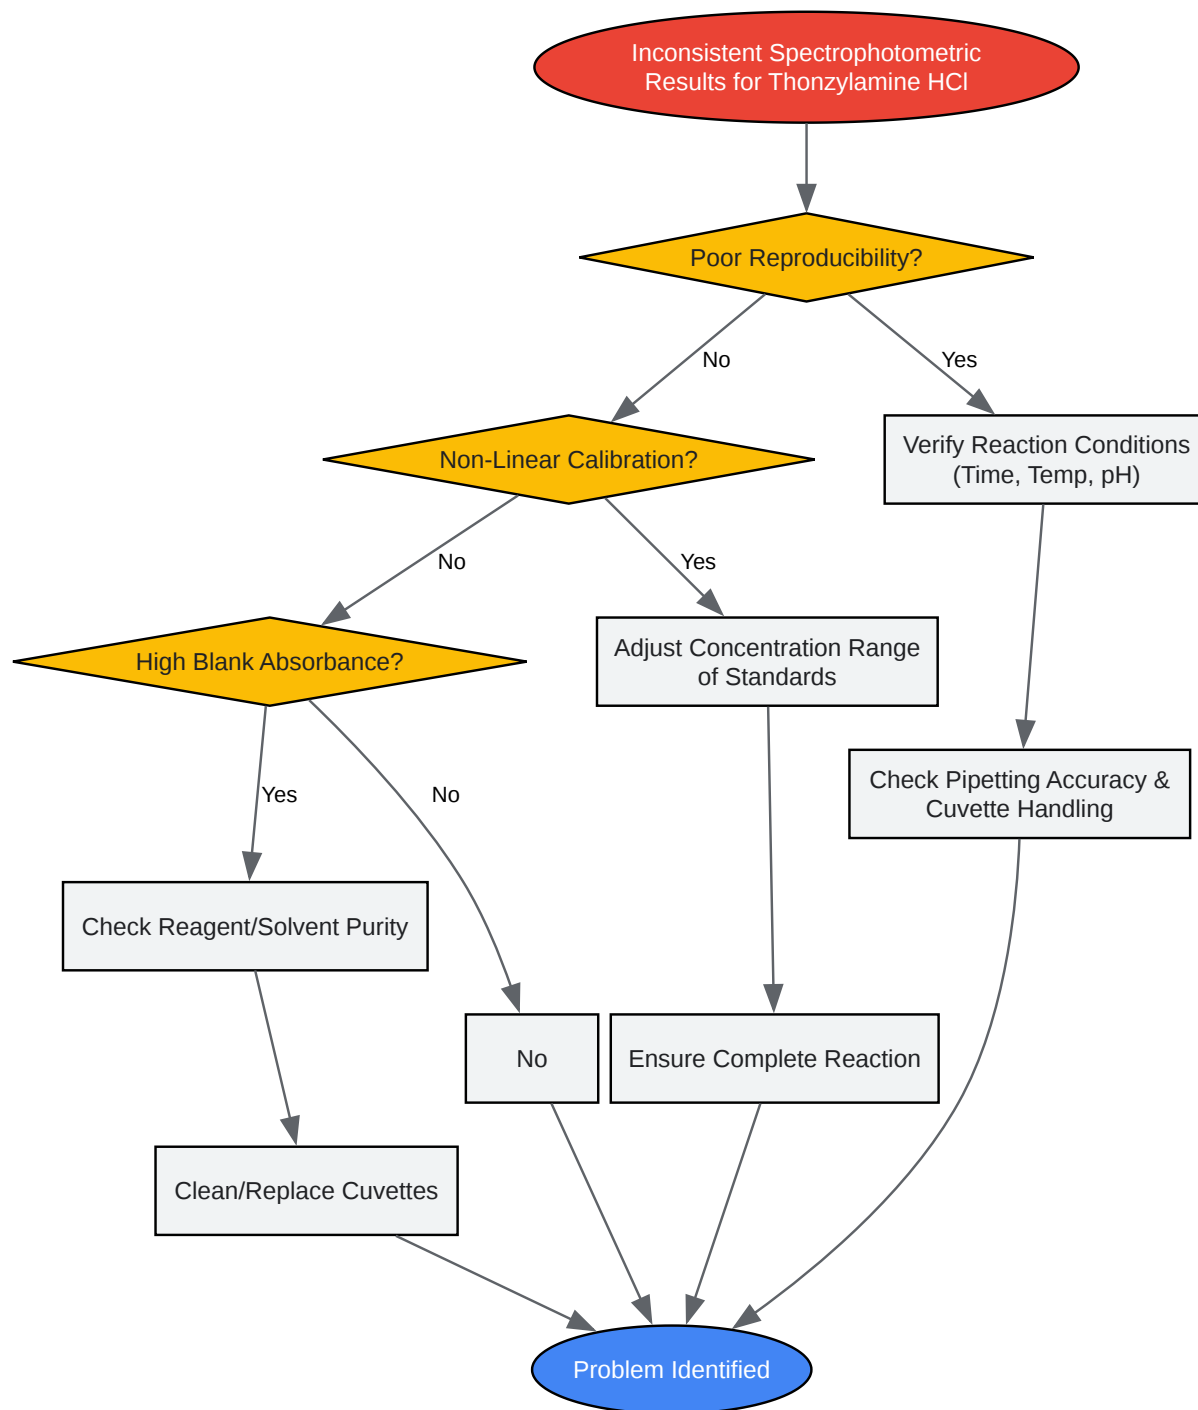 Inconsistent Spectrophotometric
Results for Thonzylamine HCl
Poor Reproducibility?
No
Yes
Non-Linear Calibration?
Verify Reaction Conditions
(Time, Temp, pH)
No
Yes
High Blank Absorbance?
Adjust Concentration Range
of Standards
Yes
No
Check Pipetting Accuracy &
Cuvette Handling
Check Reagent/Solvent Purity
No
Ensure Complete Reaction
Clean/Replace Cuvettes
Problem Identified